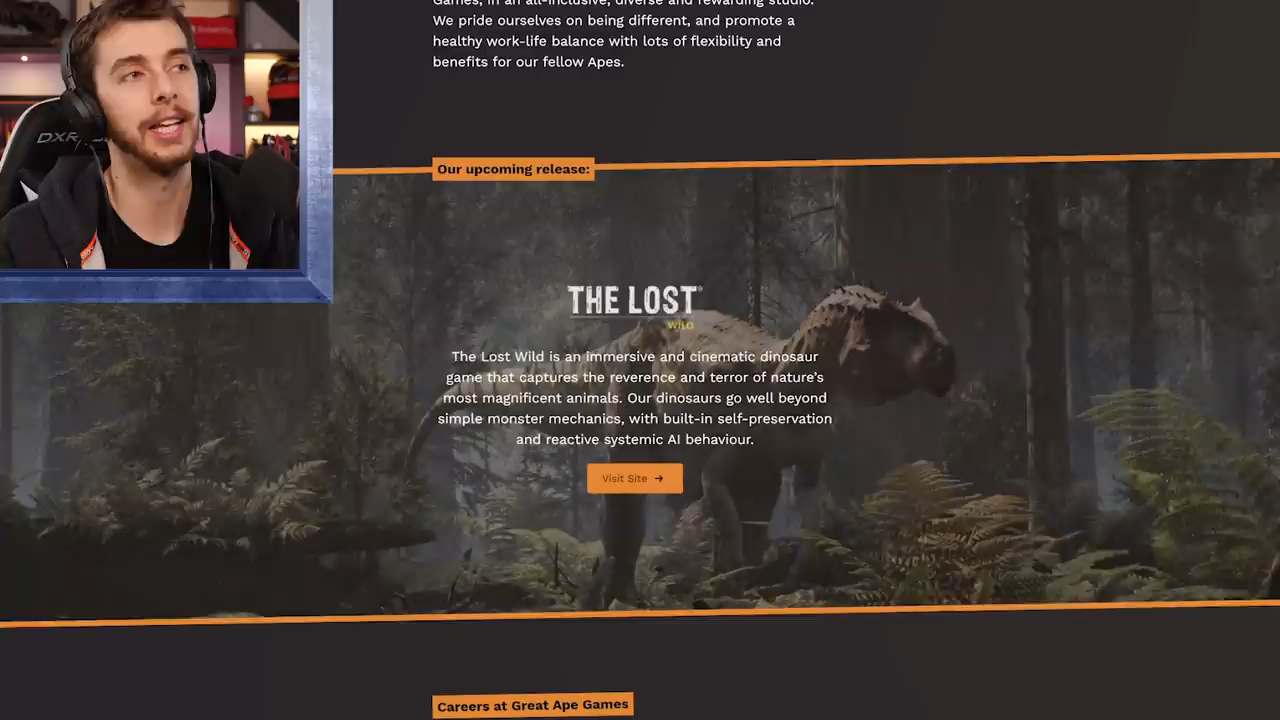 Games, in an all-inclusive, diverse and rewarding studio.
We pride ourselves on being different, and promote a
healthy work-life balance with lots of flexibility and
benefits for our fellow Apes.
DXR
Our upcoming release:
THE LOST
WILD
The Lost Wild is an immersive and cinematic dinosaur
game that captures the reverence and terror of nature's
most magnificent animals. Our dinosaurs go well beyond
simple monster mechanics, with built-in self-preservation
and reactive systemic AI behaviour.
Visit Site →
Careers at Great Ape Games